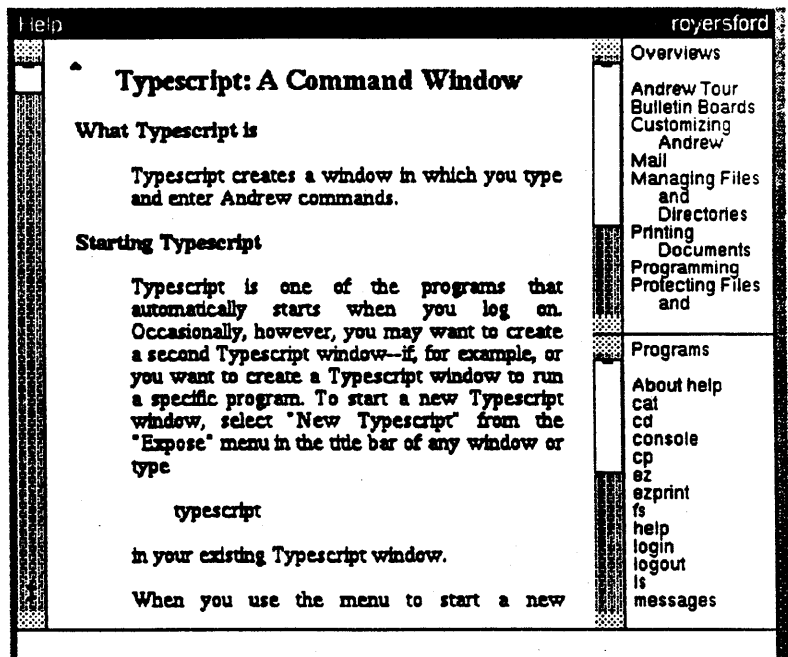 Help
royersford
Typescript: A Command Window
What Typescript is
Typescript creates a window in which you type
and enter Andrew commands.
Starting Typescript
Typescript is one of the programs that
automatically starts when you log on.
Occasionally, however, you may want to create
a second Typescript window--if, for example, or
you want to create a Typescript window to run
a specific program. To start a new Typescript
window, select "New Typescript" from the
"Expose" menu in the title bar of any window or
type
typescript
in your existing Typescript window.
When you use the menu to start a new
Overviews
Andrew Tour
Bulletin Boards
Customizing
Andrew
Mail
Managing Files
and
Directories
Printing
Documents
Programming
Protecting Files
and
Programs
About help
cat
cd
console
cp
ez
ezprint
fs
help
login
logout
ls
messages